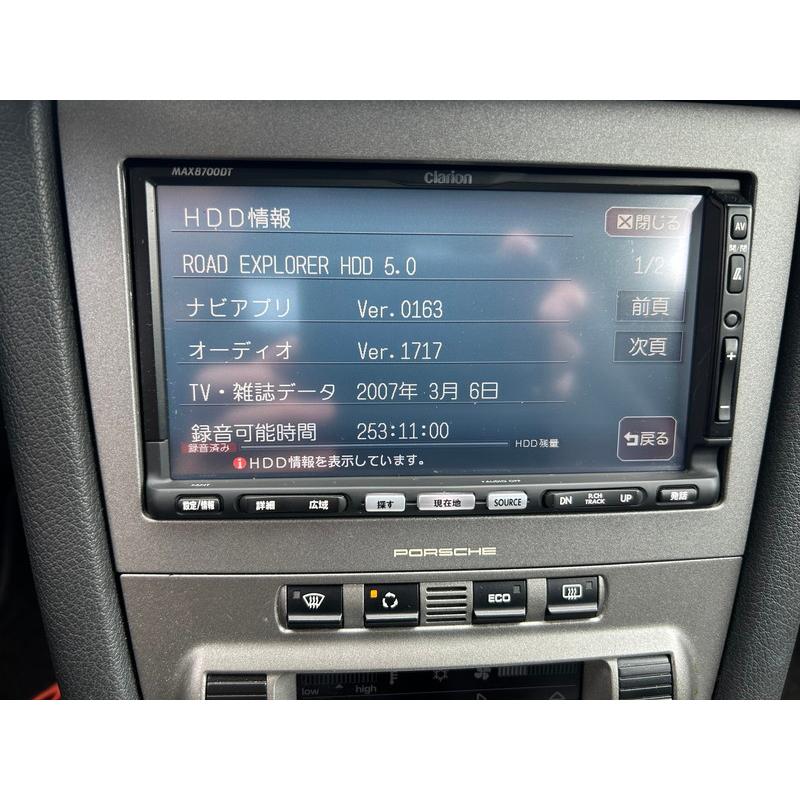 MAX8700DT
clarion
HDD情報
閉じる
ROAD EXPLORER HDD 5.0
1/2
ナビアプリ Ver.0163
前頁
オーディオ Ver.1717
次頁
TV・雑誌データ 2007年 3月 6日
録音可能時間 253:11:00
録音済み
HDD残量
戻る
HDD情報を表示しています。
AV
設定/情報
詳細 広域
探す
現在地
SOURCE
DN P.CH TRACK UP
発話
PORSCHE
ECO
low high